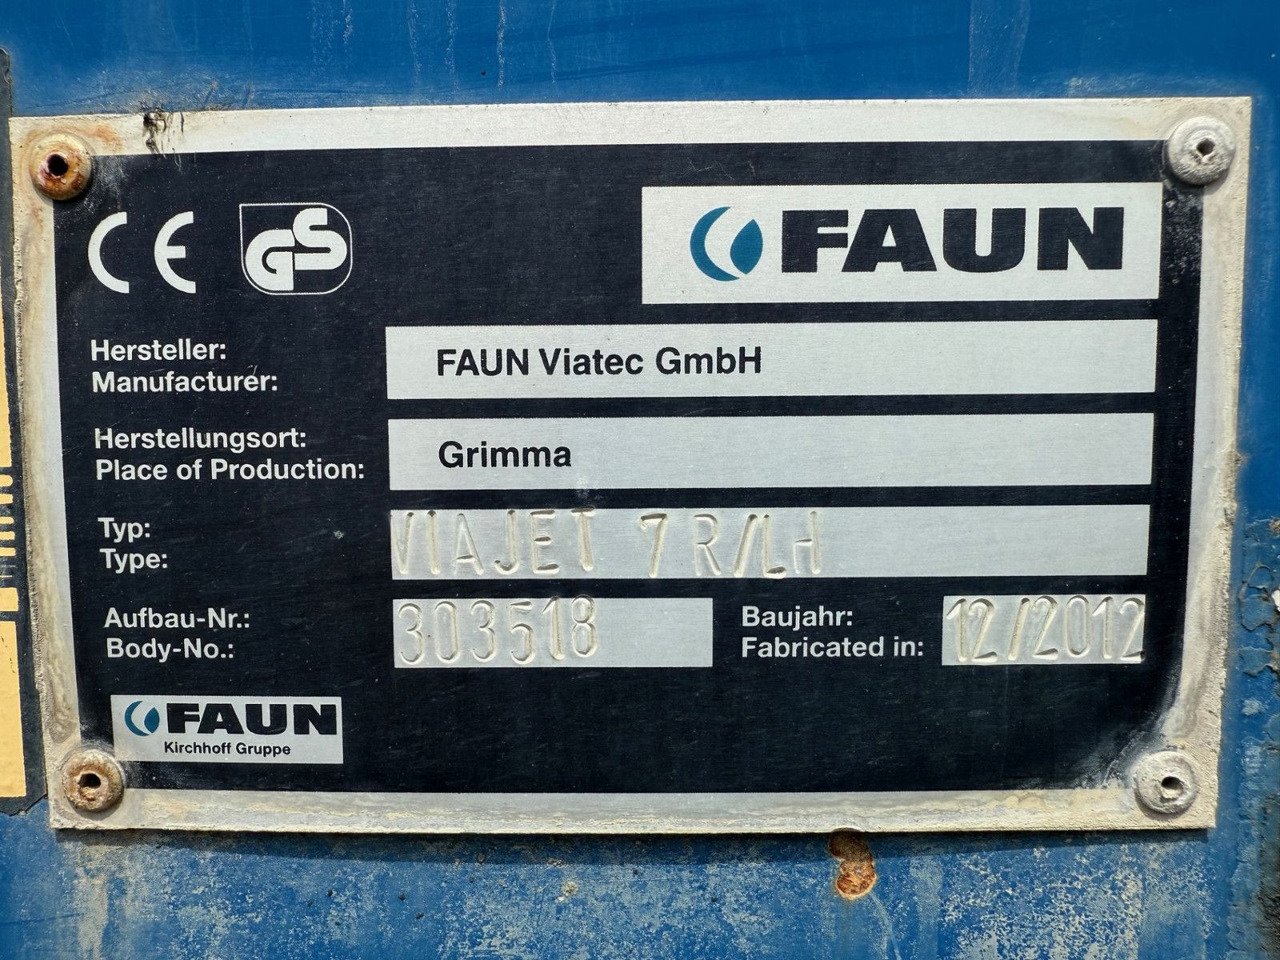 CE GS FAUN
Hersteller:
Manufacturer:
FAUN Viatec GmbH
Herstellungsort:
Place of Production:
Grimma
Typ:
Type:
VIAJET 7 R/LH
Aufbau-Nr.:
Body-No.:
303518
Baujahr:
Fabricated in:
12/2012
FAUN
Kirchhoff Gruppe